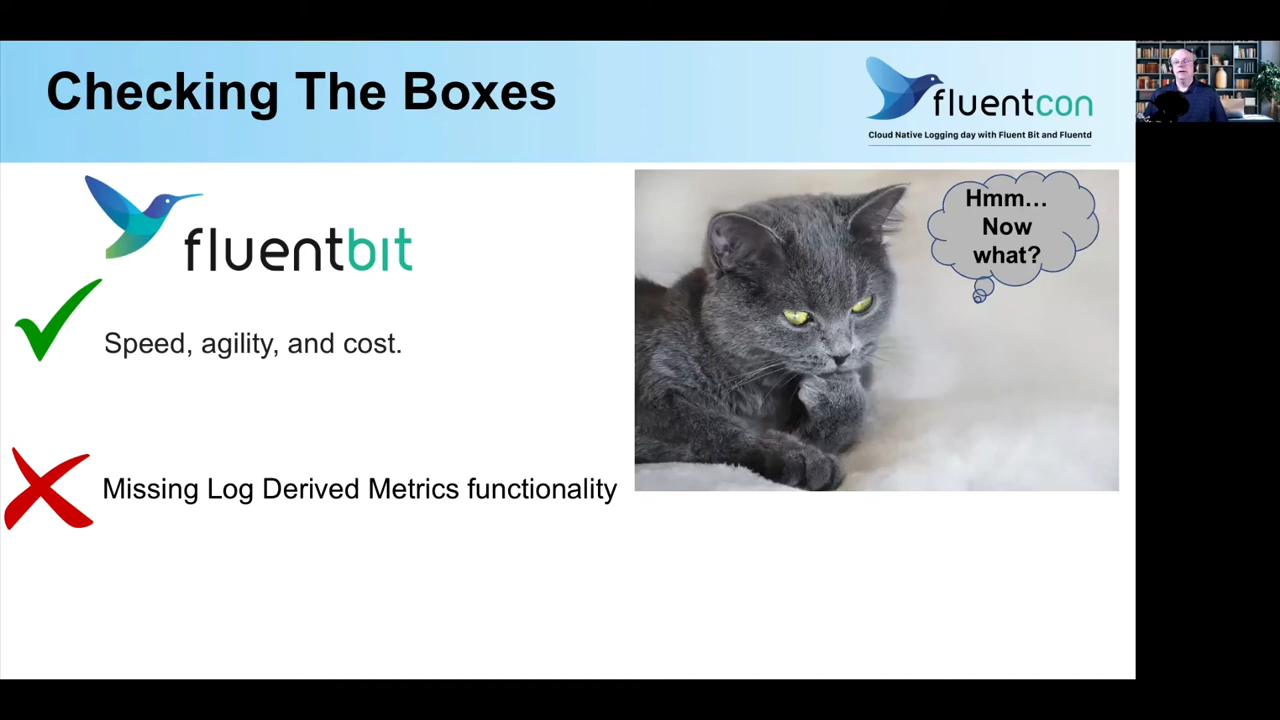 Checking The Boxes
fluentcon
Cloud Native Logging day with Fluent Bit and Fluentd
fluentbit
Hmm...
Now
what?
Speed, agility, and cost.
Missing Log Derived Metrics functionality